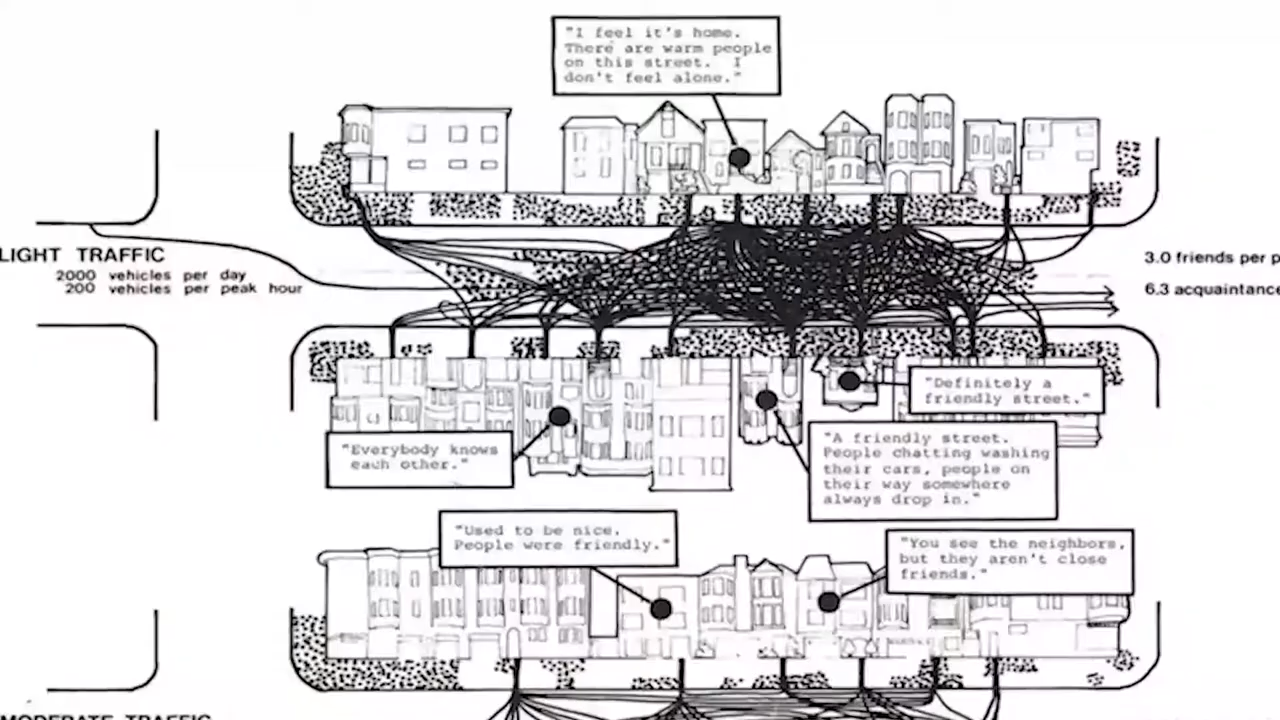 "I feel it's home.
There are warm people
on this street. I
don't feel alone."
LIGHT TRAFFIC
2000 vehicles per day
200 vehicles per peak hour
3.0 friends per p
6.3 acquaintance
"Definitely a
friendly street."
"Everybody knows
each other."
"A friendly street.
People chatting washing
their cars, people on
their way somewhere
always drop in."
"Used to be nice.
People were friendly."
"You see the neighbors,
but they aren't close
friends."
MODERATE TRAFFIC